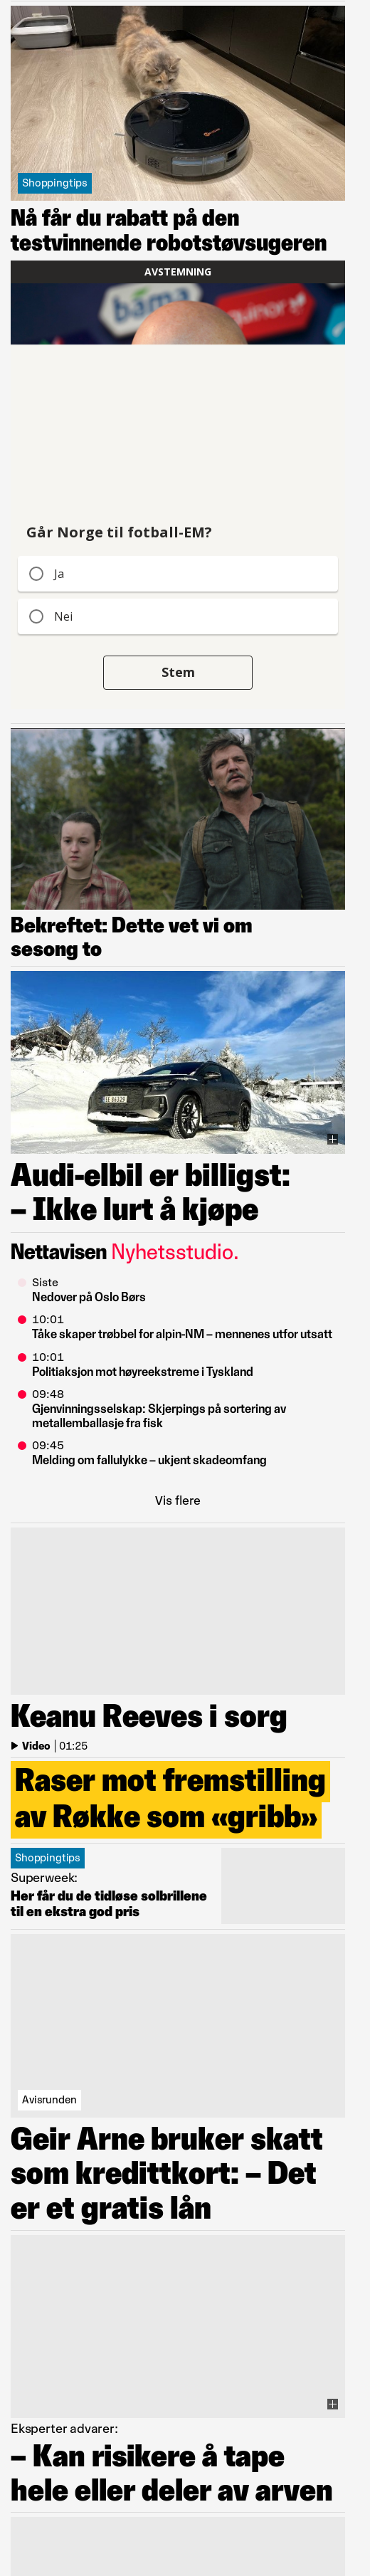 Shoppingtips
Nå får du rabatt på den
testvinnende robotstøvsugeren
AVSTEMNING
bama
quinor
Går Norge til fotball-EM?
Ja
Nei
Stem
Bekreftet: Dette vet vi om
sesong to
Audi-elbil er billigst:
– Ikke lurt å kjøpe
Nettavisen Nyhetsstudio.
Siste
Nedover på Oslo Børs
10:01
Tåke skaper trøbbel for alpin-NM – mennenes utfor utsatt
10:01
Politiaksjon mot høyreekstreme i Tyskland
09:48
Gjenvinningsselskap: Skjerpings på sortering av
metallemballasje fra fisk
09:45
Melding om fallulykke – ukjent skadeomfang
Vis flere
Keanu Reeves i sorg
Video | 01:25
Raser mot fremstilling
av Røkke som «gribb»
Shoppingtips
Superweek:
Her får du de tidløse solbrillene
til en ekstra god pris
Avisrunden
Geir Arne bruker skatt
som kredittkort: – Det
er et gratis lån
Eksperter advarer:
– Kan risikere å tape
hele eller deler av arven